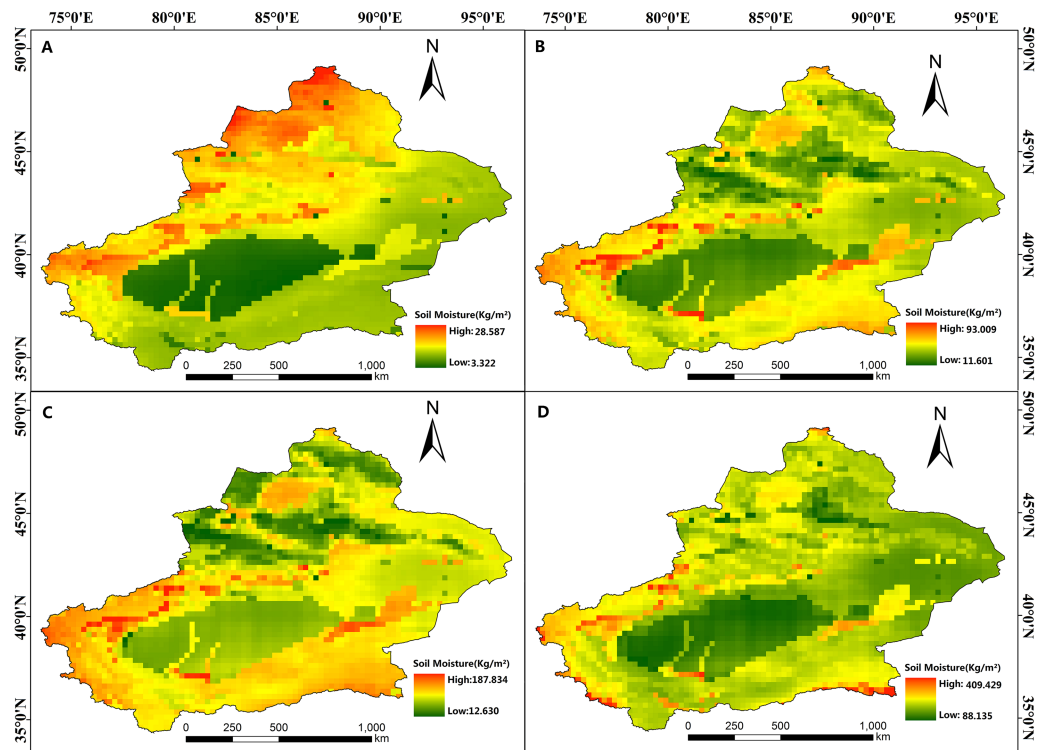 75°0'E 80°0'E 85°0'E 90°0'E 95°0'E 75°0'E 80°0'E 85°0'E 90°0'E 95°0'E
A
N
50°0'N
45°0'N
40°0'N
35°0'N
Soil Moisture(Kg/m²)
High: 28.587
Low:3.322
0 250 500 1,000
km
B
N
50°0'N
45°0'N
40°0'N
35°0'N
Soil Moisture(Kg/m²)
High: 93.009
Low: 11.601
0 250 500 1,000
km
C
N
50°0'N
45°0'N
40°0'N
35°0'N
Soil Moisture(Kg/m²)
High:187.834
Low:12.630
0 250 500 1,000
km
D
N
50°0'N
45°0'N
40°0'N
35°0'N
Soil Moisture(Kg/m²)
High: 409.429
Low: 88.135
0 250 500 1,000
km